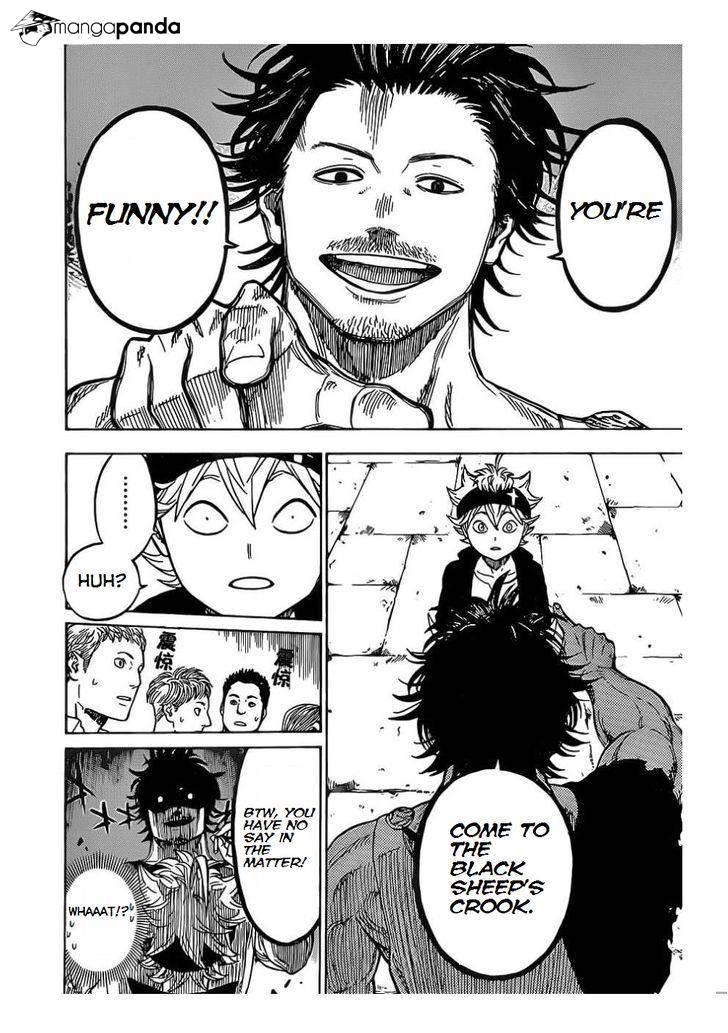 mangapanda
YOU'RE
FUNNY!!
COME TO
THE
BLACK
SHEEP'S
CROOK.
........
HUH?
震惊
震惊
BTW, YOU
HAVE NO
SAY IN
THE
MATTER!
WHAAAT!?